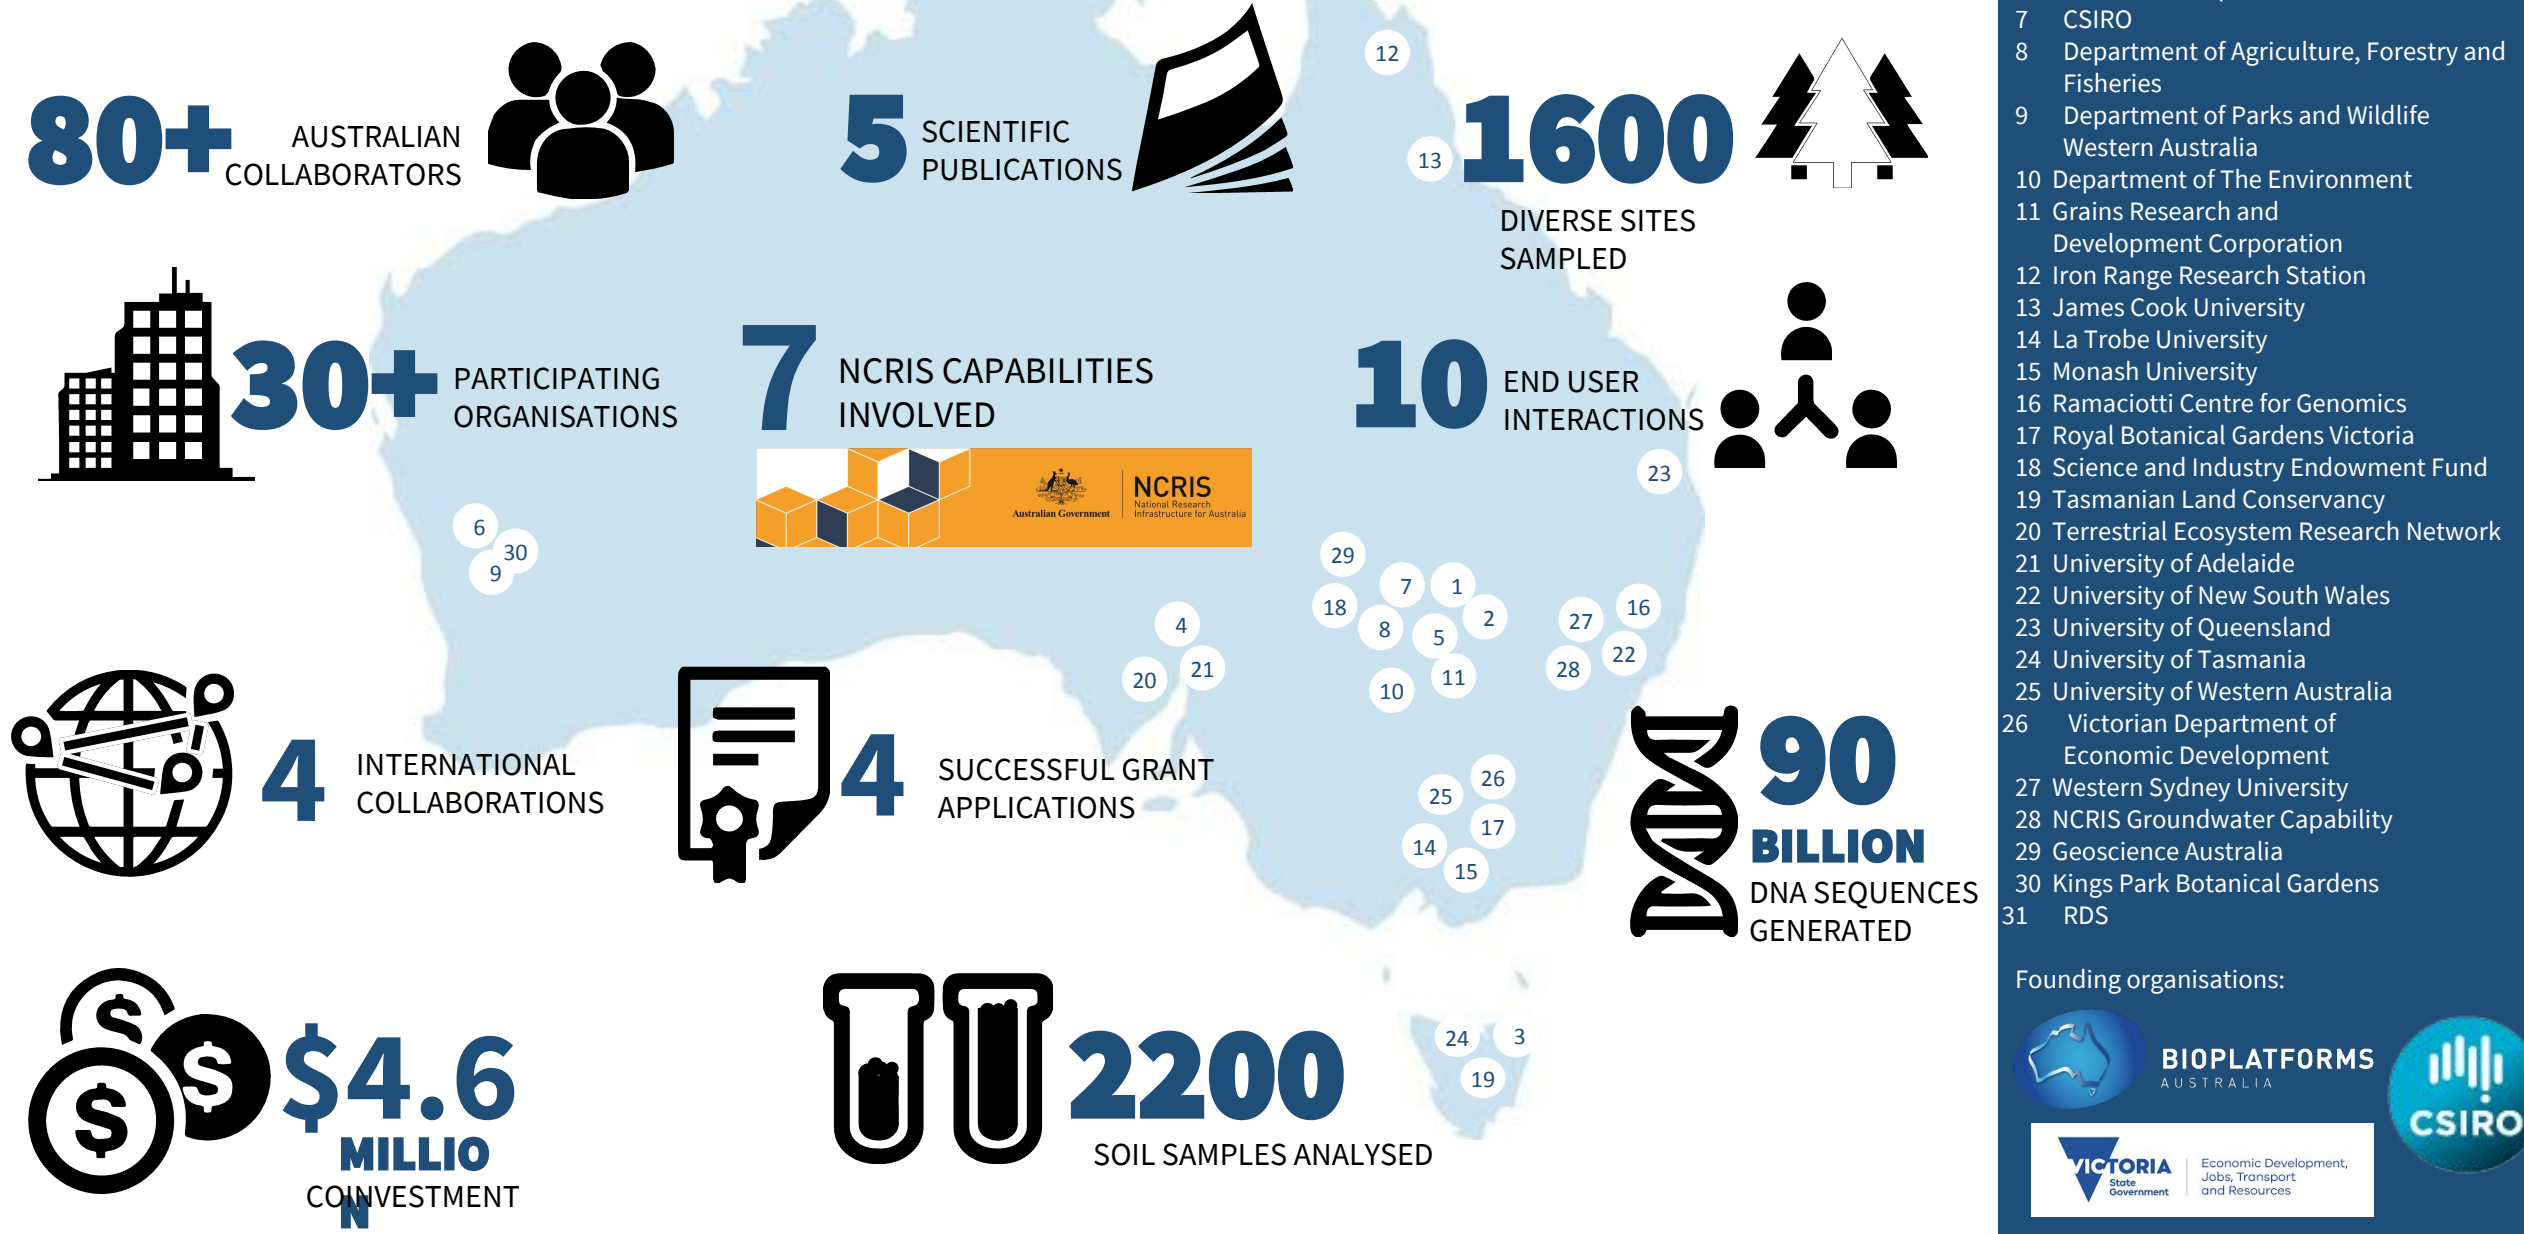 80+
AUSTRALIAN
COLLABORATORS
5
SCIENTIFIC
PUBLICATIONS
12
13
1600
DIVERSE SITES
SAMPLED
30+
PARTICIPATING
ORGANISATIONS
7
NCRIS CAPABILITIES
INVOLVED
Australian Government
NCRIS
National Research
Infrastructure for Australia
10
END USER
INTERACTIONS
23
6
30
9
29
7
1
18
8
5
2
27
16
4
20
21
10
11
28
22
4
INTERNATIONAL
COLLABORATIONS
4
SUCCESSFUL GRANT
APPLICATIONS
26
25
17
14
15
90
BILLION
DNA SEQUENCES
GENERATED
$
$
$
$4.6
MILLIO
N
COINVESTMENT
2200
SOIL SAMPLES ANALYSED
24
3
19
7 CSIRO
8 Department of Agriculture, Forestry and
Fisheries
9 Department of Parks and Wildlife
Western Australia
10 Department of The Environment
11 Grains Research and
Development Corporation
12 Iron Range Research Station
13 James Cook University
14 La Trobe University
15 Monash University
16 Ramaciotti Centre for Genomics
17 Royal Botanical Gardens Victoria
18 Science and Industry Endowment Fund
19 Tasmanian Land Conservancy
20 Terrestrial Ecosystem Research Network
21 University of Adelaide
22 University of New South Wales
23 University of Queensland
24 University of Tasmania
25 University of Western Australia
26 Victorian Department of
Economic Development
27 Western Sydney University
28 NCRIS Groundwater Capability
29 Geoscience Australia
30 Kings Park Botanical Gardens
31 RDS
Founding organisations:
BIOPLATFORMS
AUSTRALIA
CSIRO
VICTORIA
State
Government
Economic Development,
Jobs, Transport
and Resources